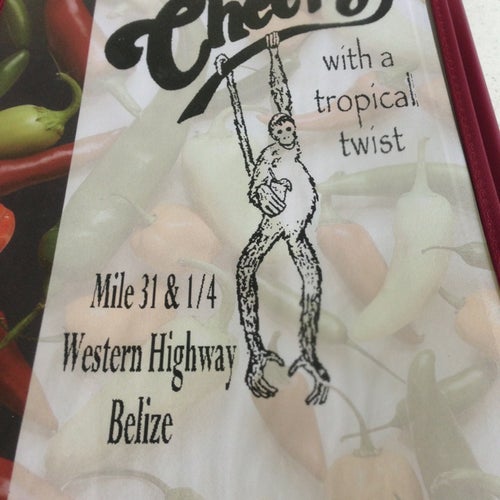 Cheers
with a
tropical
twist
Mile 31 & 1/4
Western Highway
Belize